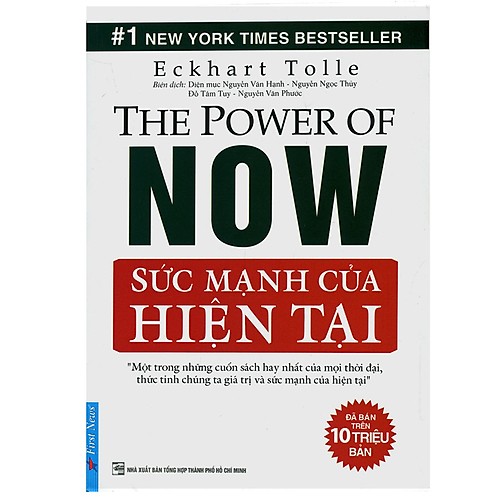 #1 NEW YORK TIMES BESTSELLER
Eckhart Tolle
Biên dịch: Diện mục Nguyễn Văn Hạnh - Nguyễn Ngọc Thủy
Đỗ Tâm Tuy - Nguyễn Văn Phước
THE POWER OF
NOW
SỨC MẠNH CỦA
HIỆN TẠI
"Một trong những cuốn sách hay nhất của mọi thời đại,
thức tỉnh chúng ta giá trị và sức mạnh của hiện tại"
ĐÃ BÁN
TRÊN
10 TRIỆU
BẢN
First News
NHÀ XUẤT BẢN TỔNG HỢP THÀNH PHỐ HỒ CHÍ MINH